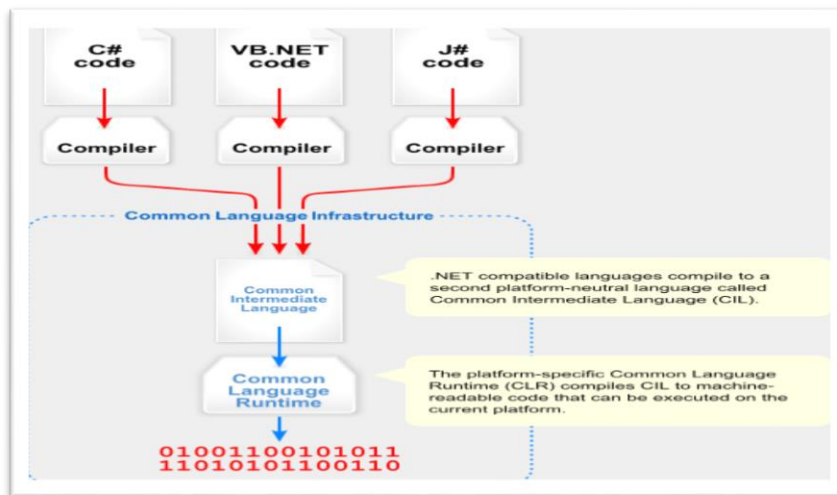 C#
code
VB.NET
code
J#
code
Compiler
Compiler
Compiler
Common Language Infrastructure
Common
Intermediate
Language
.NET compatible languages compile to a
second platform-neutral language called
Common Intermediate Language (CIL).
Common
Language
Runtime
The platform-specific Common Language
Runtime (CLR) compiles CIL to machine-
readable code that can be executed on the
current platform.
01001100101011
11010101100110